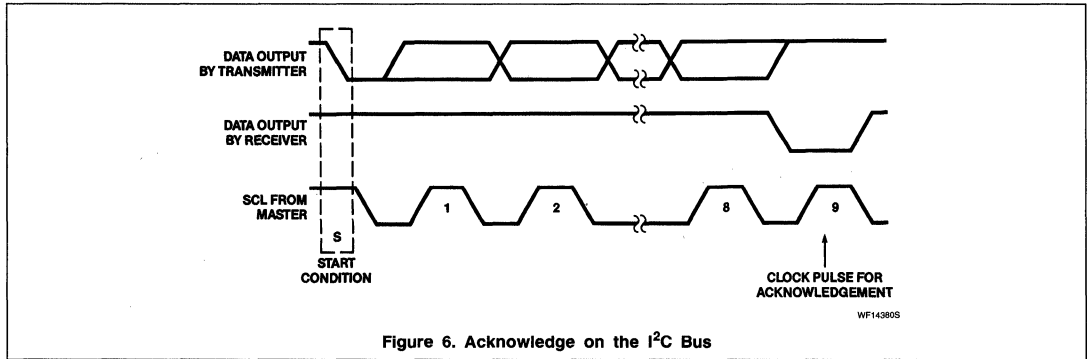 DATA OUTPUT
BY TRANSMITTER
DATA OUTPUT
BY RECEIVER
SCL FROM
MASTER
1
2
8
9
S
START
CONDITION
CLOCK PULSE FOR
ACKNOWLEDGEMENT
WF14380S
Figure 6. Acknowledge on the I²C Bus